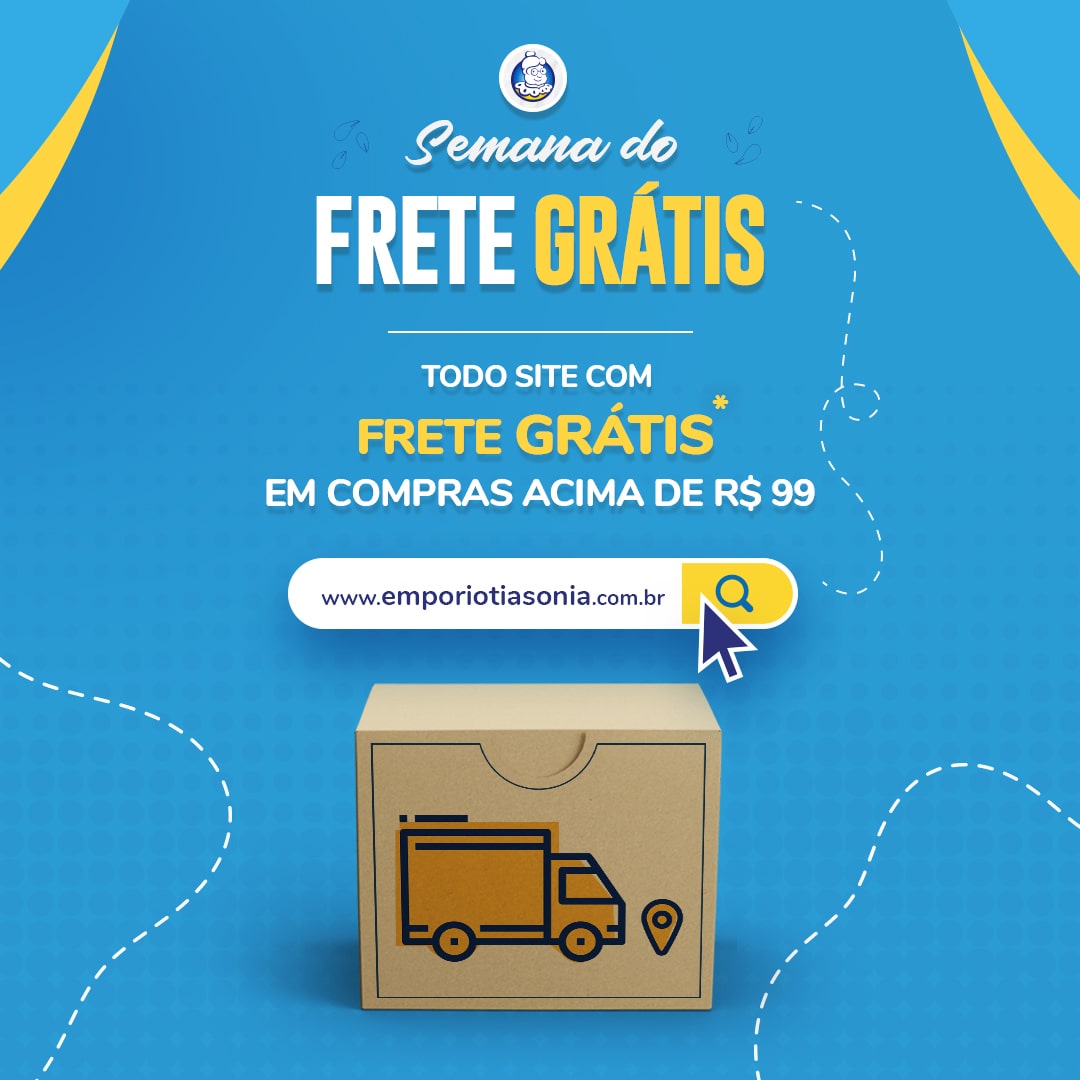 Semana do
FRETE GRÁTIS
TODO SITE COM
FRETE GRÁTIS*
EM COMPRAS ACIMA DE R$ 99
www.emporiotiasonia.com.br